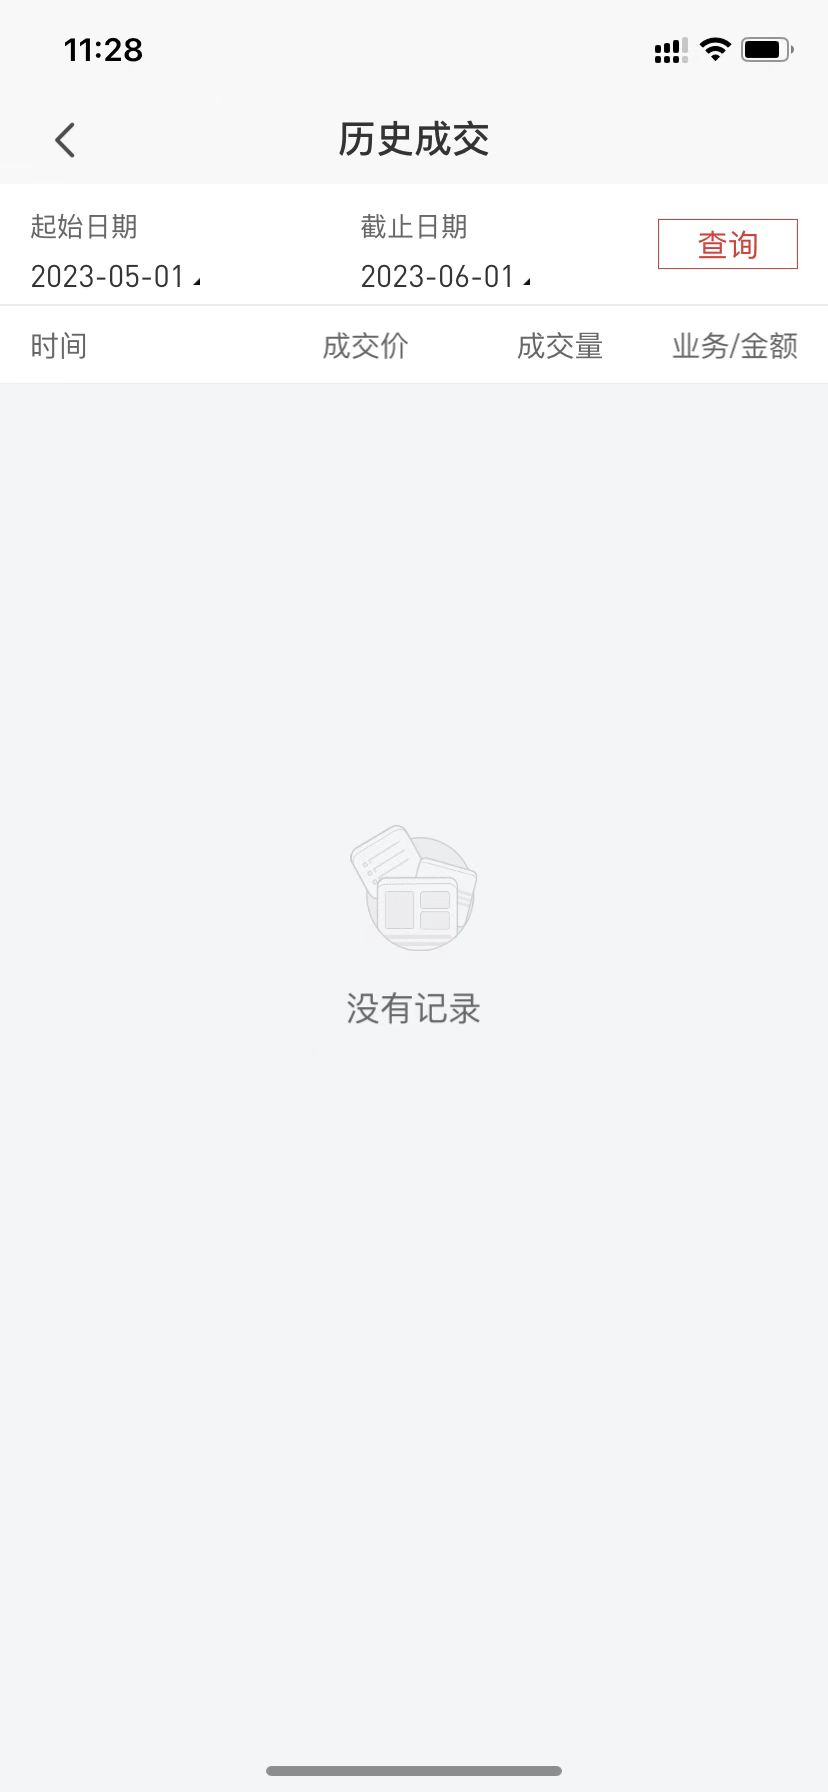 11:28
历史成交
起始日期 截止日期
查询
2023-05-01 2023-06-01
时间 成交价 成交量 业务/金额
没有记录